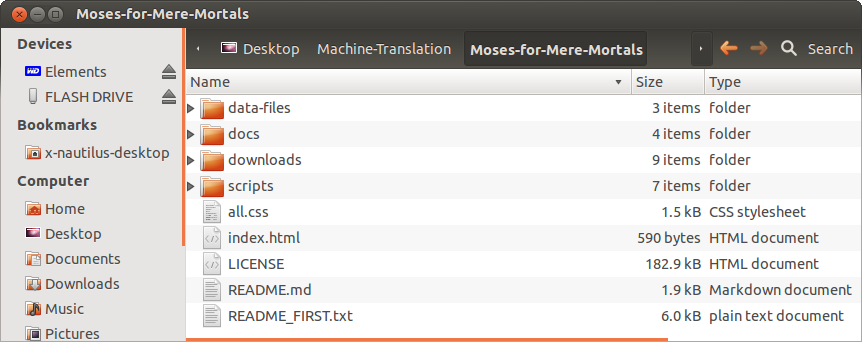 Moses-for-Mere-Mortals
Devices
Elements
FLASH DRIVE
Bookmarks
x-nautilus-desktop
Computer
Home
Desktop
Documents
Downloads
Music
Pictures
Desktop Machine-Translation Moses-for-Mere-Mortals Search
Name Size Type
data-files 3 items folder
docs 4 items folder
downloads 9 items folder
scripts 7 items folder
all.css 1.5 kB CSS stylesheet
index.html 590 bytes HTML document
LICENSE 182.9 kB HTML document
README.md 1.9 kB Markdown document
README_FIRST.txt 6.0 kB plain text document